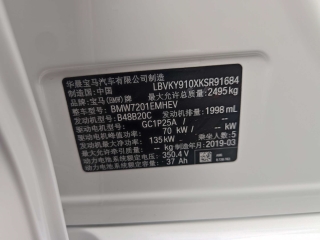 华晨宝马汽车有限公司制造
制造国：中国 LBVKY910XKSR91684
品牌：宝马(BMW)牌 最大允许总质量：2495kg
整车型号：BMW7201EMHEV
发动机型号：B48B20C 发动机排量：1998 mL
驱动电机型号：GC1P25A /
驱动电机峰值功率：70 kW / -- kW
发动机最大净功率：135kW 乘坐人数：5
最大设计 -- kg 制造年月：2019-03
动力电池系统额定电压：350.4 V
动力电池系统额定容量：37 Ah